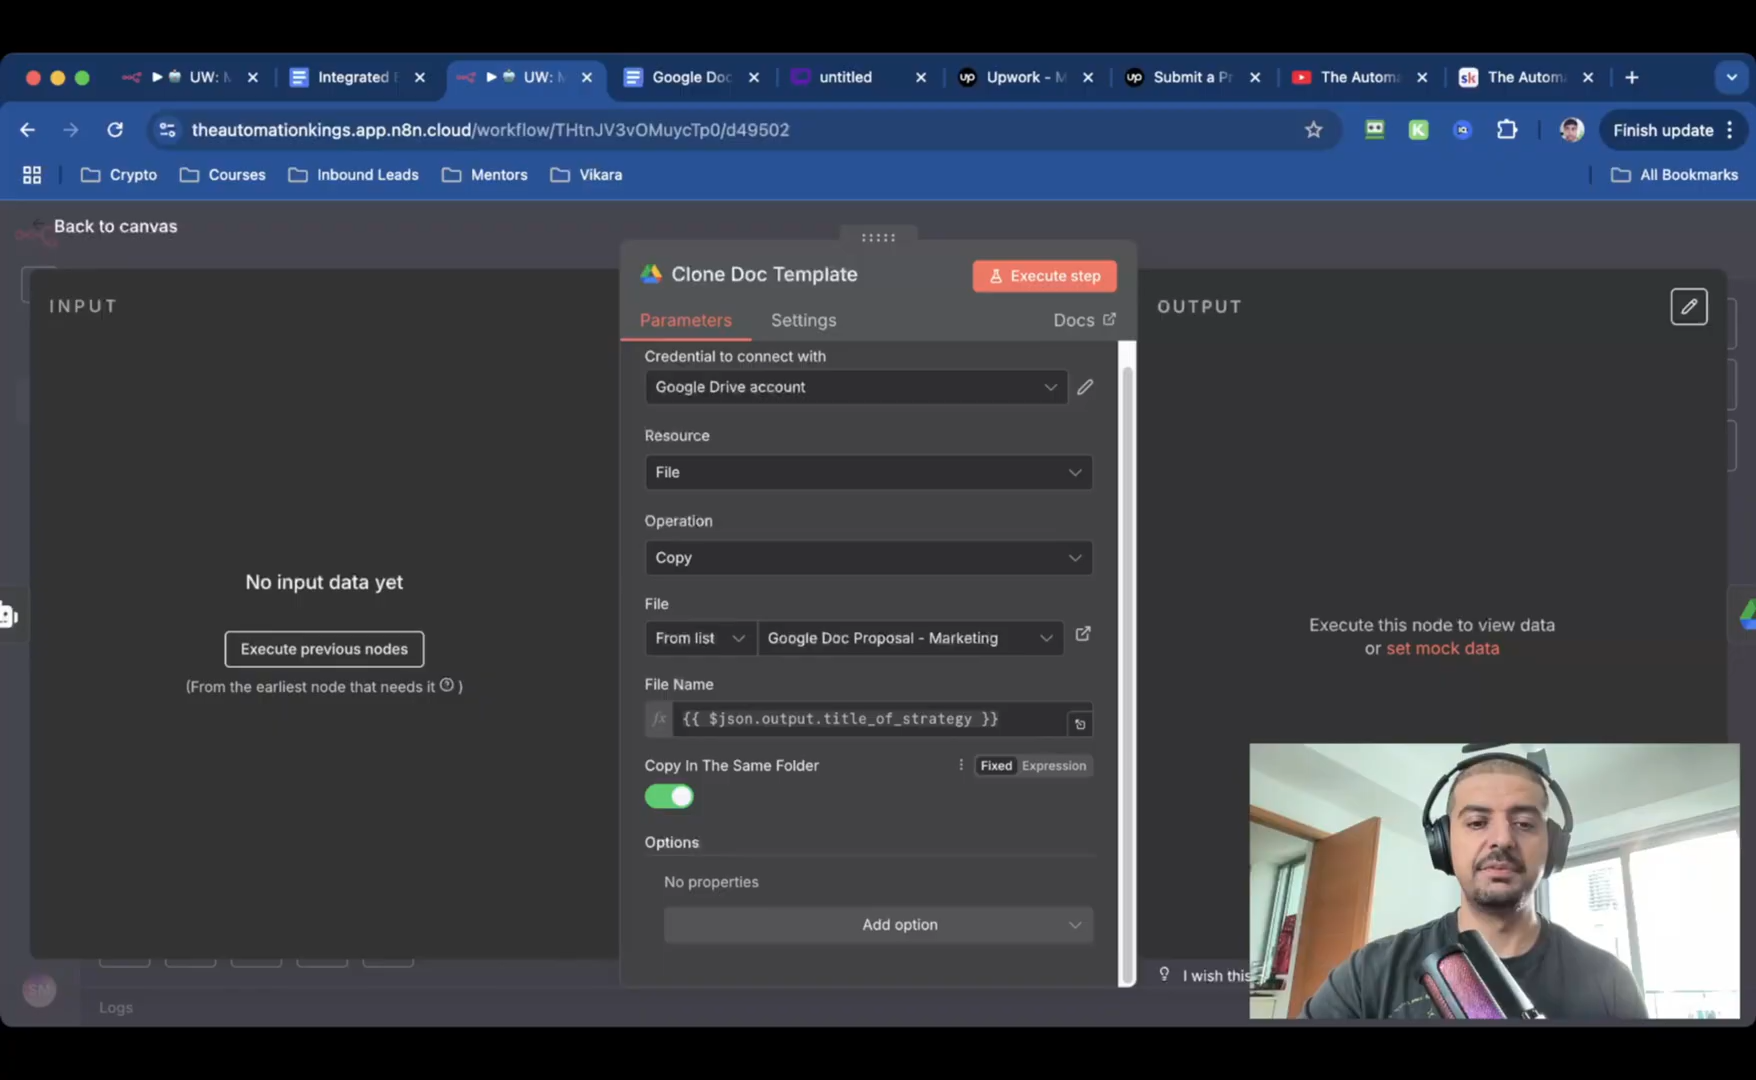 UW: M
Integrated E
UW: M
Google Doc
untitled
Upwork - M
Submit a Pr
The Autom
The Autom
theautomationkings.app.n8n.cloud/workflow/THtnJV3vOMuycTp0/d49502
Finish update
Crypto
Courses
Inbound Leads
Mentors
Vikara
All Bookmarks
Back to canvas
INPUT
Clone Doc Template
Execute step
OUTPUT
Parameters
Settings
Docs
Credential to connect with
Google Drive account
Resource
File
Operation
Copy
No input data yet
Execute previous nodes
(From the earliest node that needs it ? )
File
From list
Google Doc Proposal - Marketing
Execute this node to view data
or set mock data
File Name
fx
{{ $json.output.title_of_strategy }}
Copy In The Same Folder
Fixed
Expression
Options
No properties
Add option
I wish this
SM
Logs